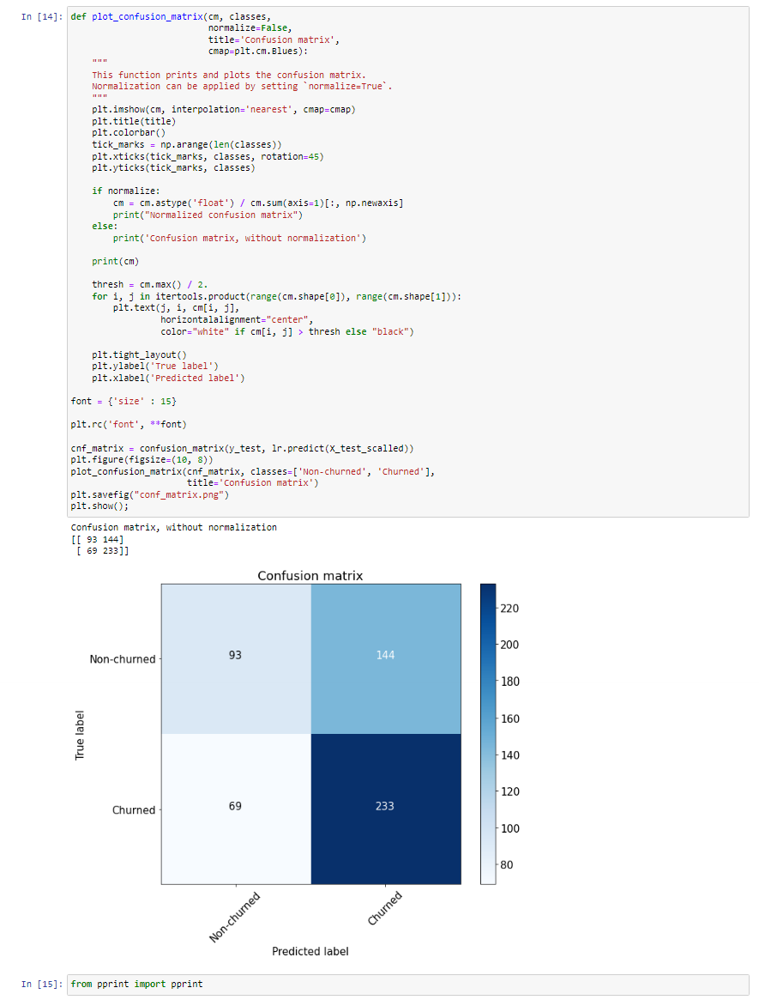 In [14]: def plot_confusion_matrix(cm, classes,
                          normalize=False,
                          title='Confusion matrix',
                          cmap=plt.cm.Blues):
    """
    This function prints and plots the confusion matrix.
    Normalization can be applied by setting `normalize=True`.
    """
    plt.imshow(cm, interpolation='nearest', cmap=cmap)
    plt.title(title)
    plt.colorbar()
    tick_marks = np.arange(len(classes))
    plt.xticks(tick_marks, classes, rotation=45)
    plt.yticks(tick_marks, classes)

    if normalize:
        cm = cm.astype('float') / cm.sum(axis=1)[:, np.newaxis]
        print("Normalized confusion matrix")
    else:
        print('Confusion matrix, without normalization')

    print(cm)

    thresh = cm.max() / 2.
    for i, j in itertools.product(range(cm.shape[0]), range(cm.shape[1])):
        plt.text(j, i, cm[i, j],
                 horizontalalignment="center",
                 color="white" if cm[i, j] > thresh else "black")

    plt.tight_layout()
    plt.ylabel('True label')
    plt.xlabel('Predicted label')

font = {'size' : 15}

plt.rc('font', **font)

cnf_matrix = confusion_matrix(y_test, lr.predict(X_test_scalled))
plt.figure(figsize=(10, 8))
plot_confusion_matrix(cnf_matrix, classes=['Non-churned', 'Churned'],
                      title='Confusion matrix')
plt.savefig("conf_matrix.png")
plt.show();
Confusion matrix, without normalization
[[ 93 144]
 [ 69 233]]
Confusion matrix
220
200
180
160
140
120
100
80
Non-churned
93
144
True label
Churned
69
233
Non-churned
Churned
Predicted label
In [15]: from pprint import pprint